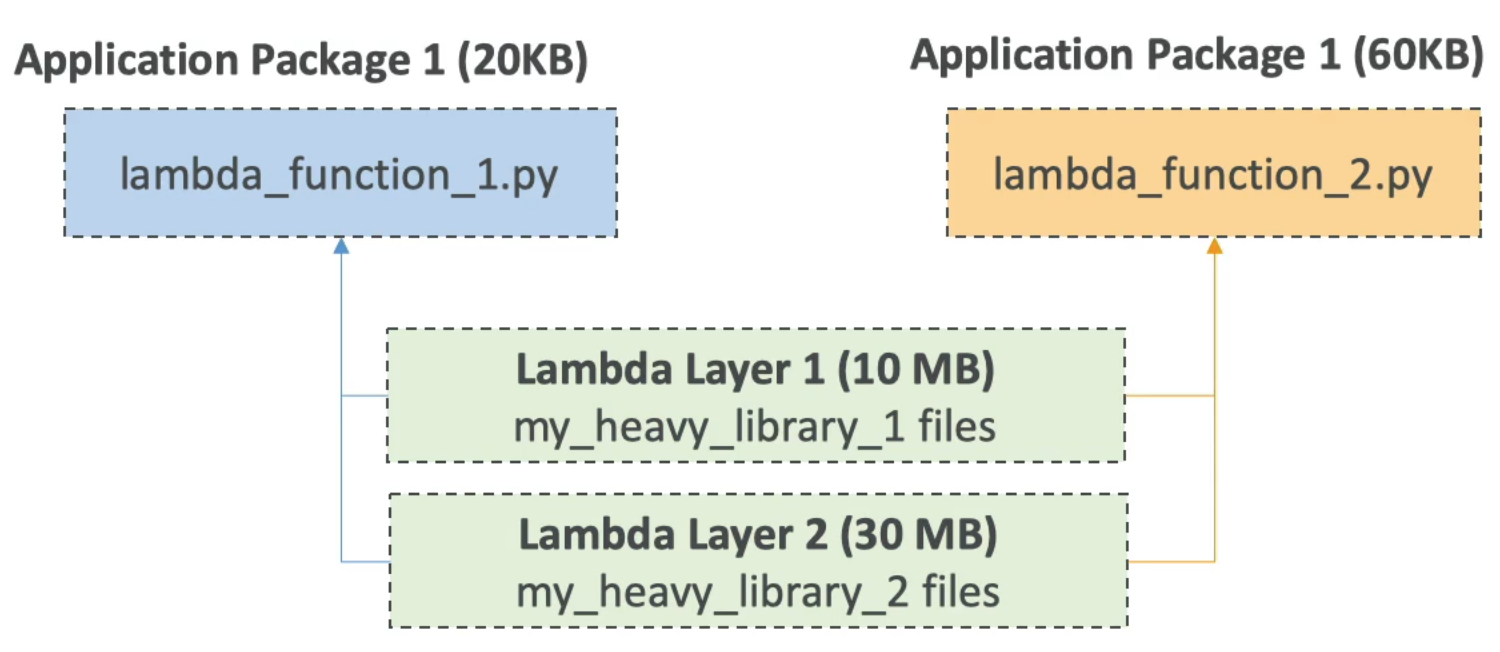 Application Package 1 (20KB)
Application Package 1 (60KB)
lambda_function_1.py
lambda_function_2.py
Lambda Layer 1 (10 MB)
my_heavy_library_1 files
Lambda Layer 2 (30 MB)
my_heavy_library_2 files